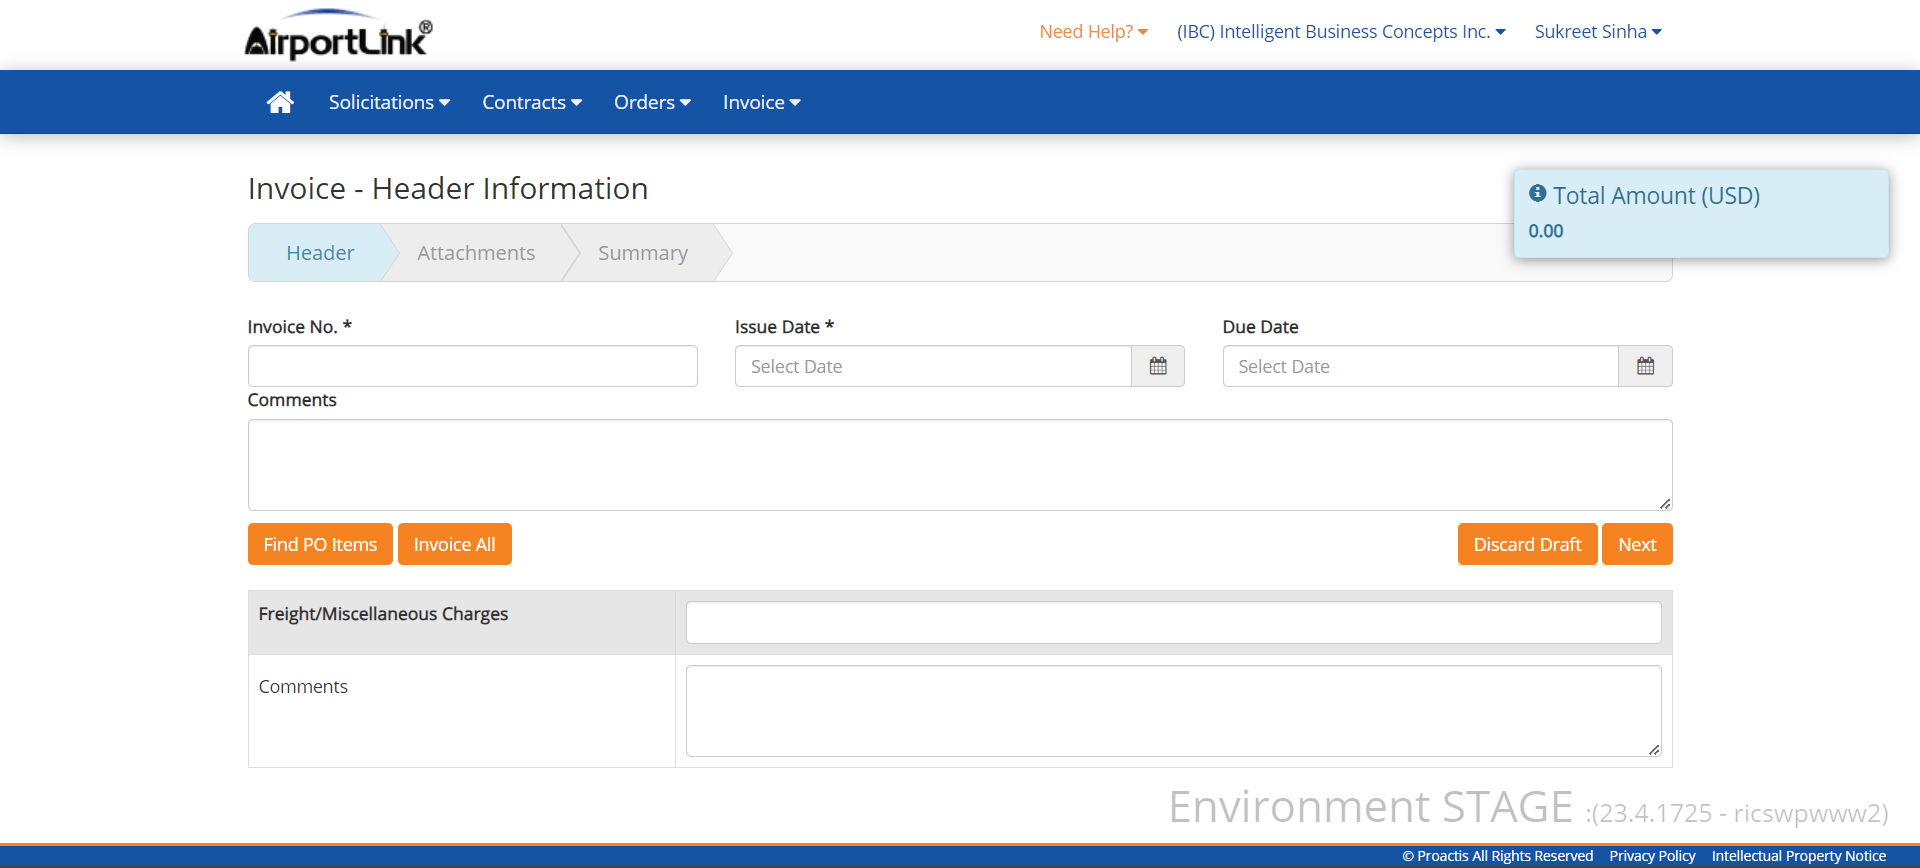 AirportLink®
Need Help? (IBC) Intelligent Business Concepts Inc. Sukreet Sinha
Solicitations Contracts Orders Invoice
Invoice - Header Information
Total Amount (USD)
0.00
Header Attachments Summary
Invoice No. * Issue Date * Due Date
Select Date Select Date
Comments
Find PO Items Invoice All Discard Draft Next
Freight/Miscellaneous Charges
Comments
Environment STAGE :(23.4.1725 - ricswpwww2)
© Proactis All Rights Reserved Privacy Policy Intellectual Property Notice